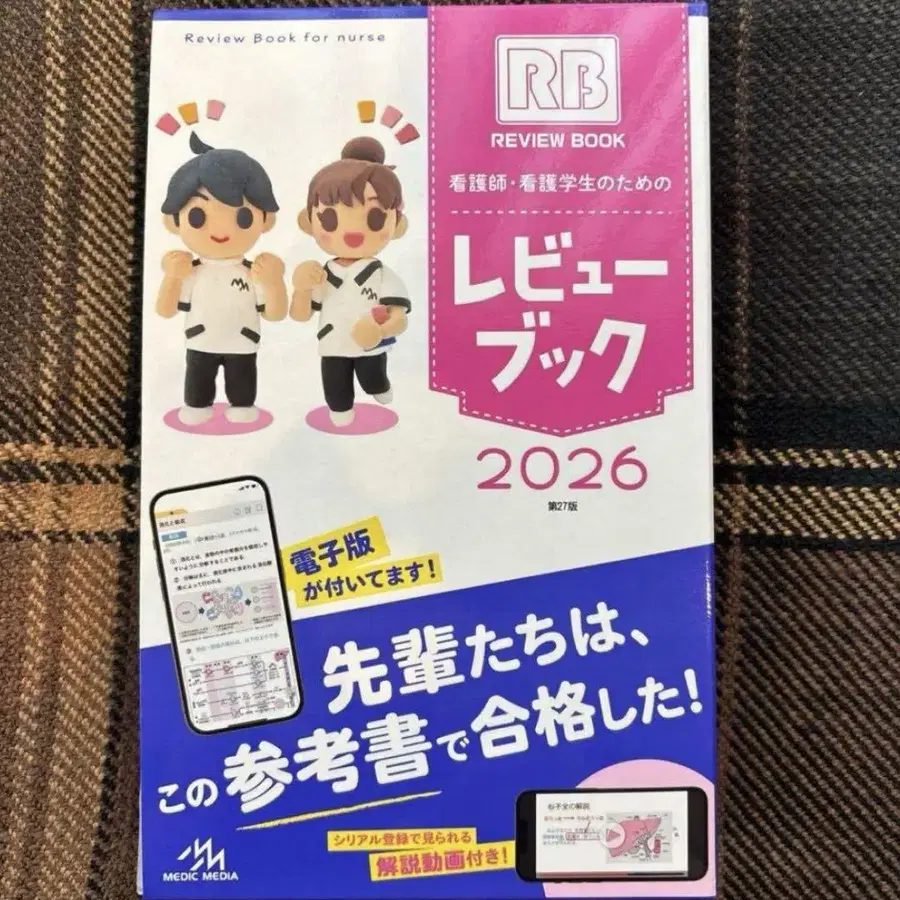 Review Book for nurse
RB
REVIEW BOOK
看護師・看護学生のための
レビュー
ブック
2026
第27版
電子版
が付いてます!
先輩たちは、
この参考書で合格した!
シリアル登録で見られる
解説動画付き!
MEDIC MEDIA